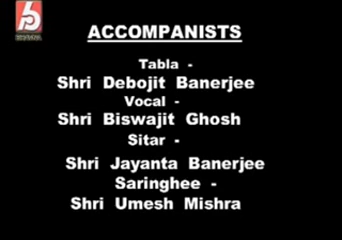 ACCOMPANISTS
Tabla -
Shri Debojit Banerjee
Vocal -
Shri Biswajit Ghosh
Sitar -
Shri Jayanta Banerjee
Saringhee -
Shri Umesh Mishra